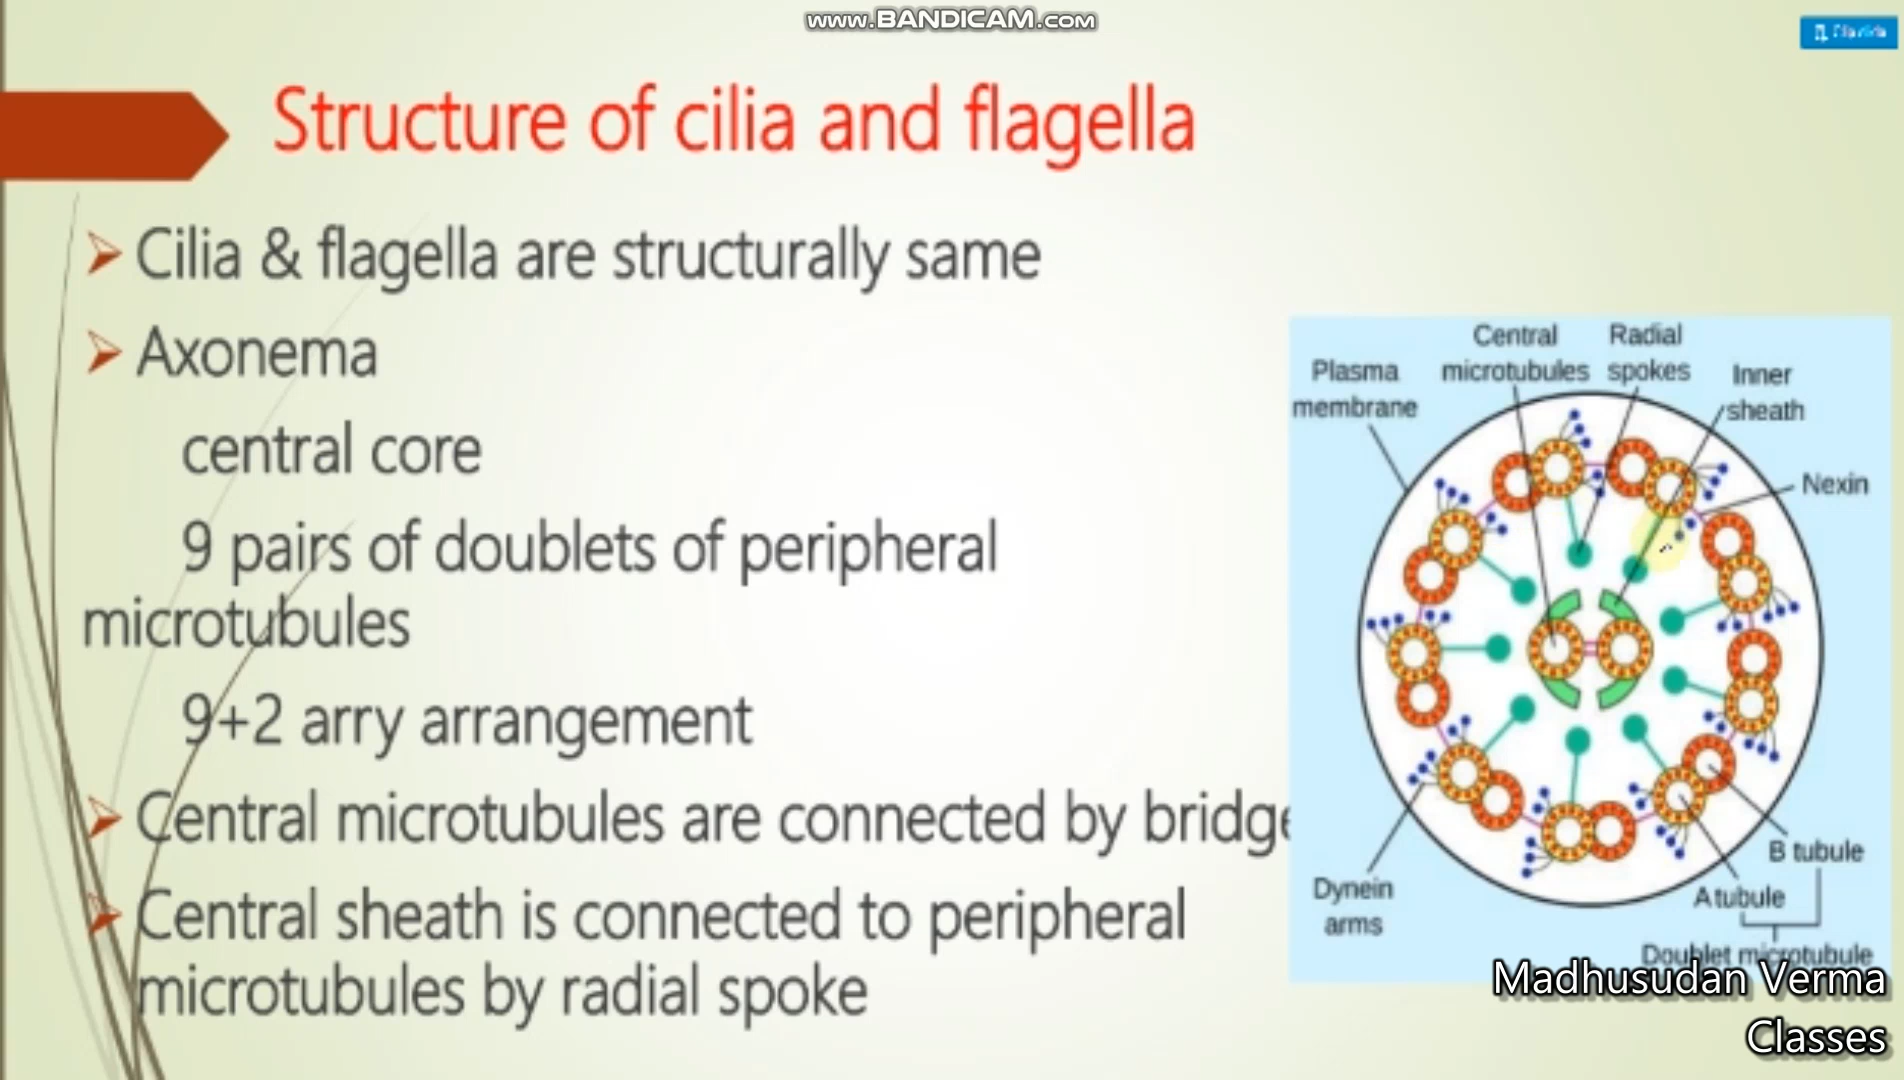 www.BANDICAM.com
Structure of cilia and flagella
Cilia & flagella are structurally same
Axonema
central core
9 pairs of doublets of peripheral
microtubules
9+2 arry arrangement
Central microtubules are connected by bridge
Central sheath is connected to peripheral
microtubules by radial spoke
Central
microtubules
Radial
spokes
Plasma
membrane
Inner
sheath
Nexin
B tubule
A tubule
Dynein
arms
Doublet microtubule
Madhusudan Verma
Classes